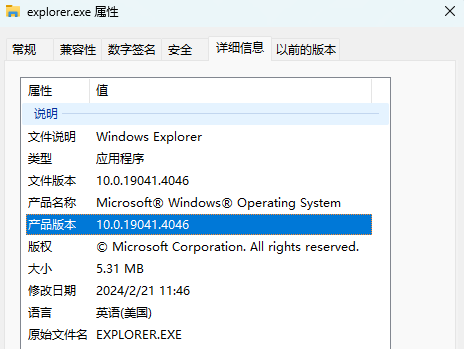 explorer.exe 属性
常规 兼容性 数字签名 安全 详细信息 以前的版本
属性 值
说明
文件说明 Windows Explorer
类型 应用程序
文件版本 10.0.19041.4046
产品名称 Microsoft® Windows® Operating System
产品版本 10.0.19041.4046
版权 © Microsoft Corporation. All rights reserved.
大小 5.31 MB
修改日期 2024/2/21 11:46
语言 英语(美国)
原始文件名 EXPLORER.EXE